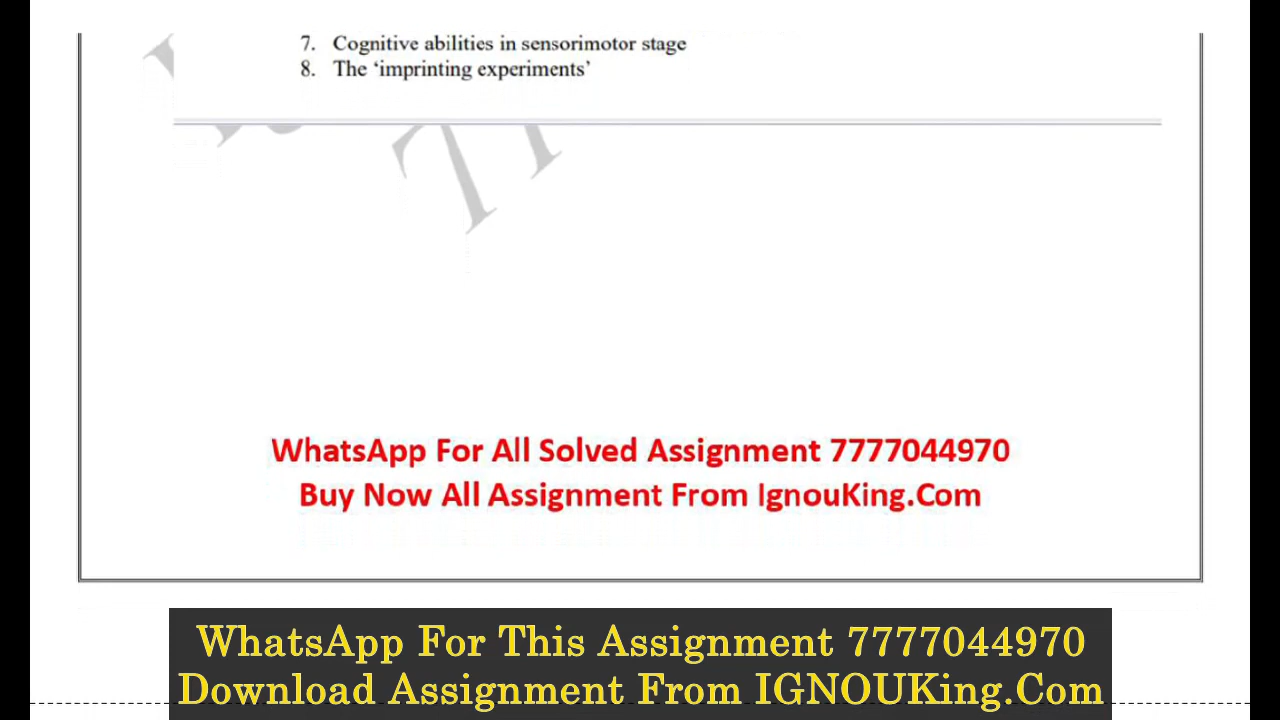 7. Cognitive abilities in sensorimotor stage
8. The ‘imprinting experiments’
WhatsApp For All Solved Assignment 7777044970
Buy Now All Assignment From IgnouKing.Com
WhatsApp For This Assignment 7777044970
Download Assignment From IGNOUKing.Com